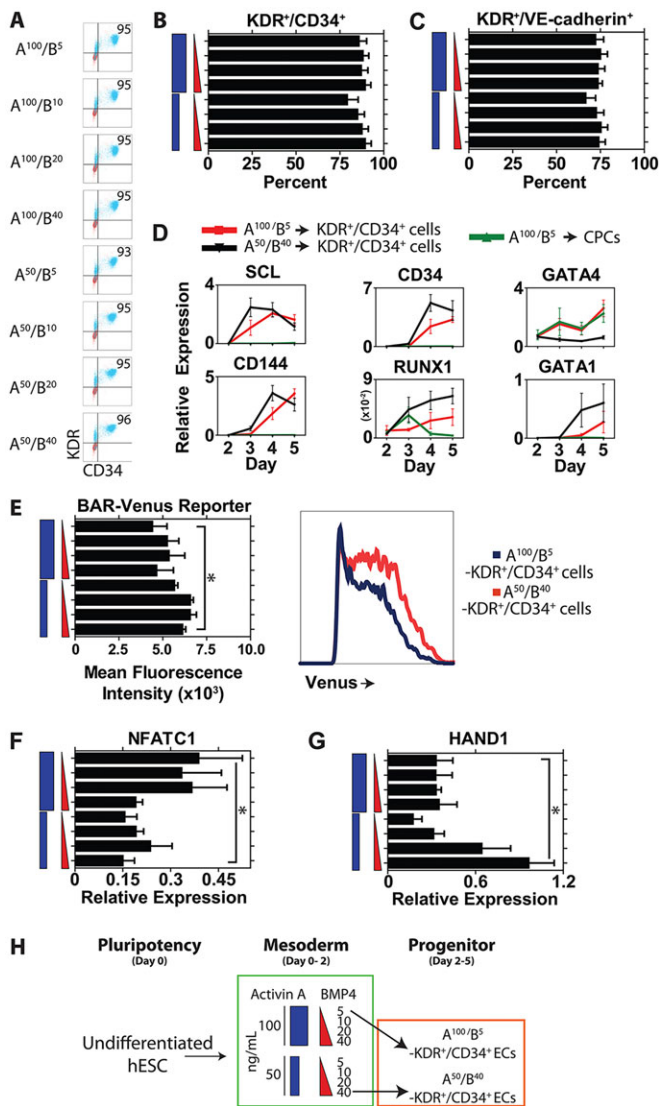 A
A¹⁰⁰/B⁵
95
A¹⁰⁰/B¹⁰
95
A¹⁰⁰/B²⁰
95
A¹⁰⁰/B⁴⁰
95
A⁵⁰/B⁵
93
A⁵⁰/B¹⁰
95
A⁵⁰/B²⁰
95
A⁵⁰/B⁴⁰
96
KDR
CD34
B
KDR⁺/CD34⁺
0 25 50 75 100
Percent
C
KDR⁺/VE-cadherin⁺
0 25 50 75 100
Percent
D
A¹⁰⁰/B⁵ → KDR⁺/CD34⁺ cells
A⁵⁰/B⁴⁰ → KDR⁺/CD34⁺ cells
A¹⁰⁰/B⁵ → CPCs
Relative Expression
SCL
4
0
CD34
9
0
GATA4
4
0
CD144
5
0
2 3 4 5
Day
RUNX1
(x10⁻²)
9
0
2 3 4 5
Day
GATA1
1
0
2 3 4 5
Day
E
BAR-Venus Reporter
*
0 2.5 5.0 7.5 10.0
Mean Fluorescence
Intensity (x10³)
Venus →
A¹⁰⁰/B⁵
-KDR⁺/CD34⁺ cells
A⁵⁰/B⁴⁰
-KDR⁺/CD34⁺ cells
F
NFATC1
*
0 0.15 0.3 0.45
Relative Expression
G
HAND1
*
0 0.6 1.2
Relative Expression
H
Pluripotency
(Day 0)
Mesoderm
(Day 0- 2)
Progenitor
(Day 2-5)
Undifferentiated
hESC
Activin A
BMP4
ng/mL
100
5
10
20
40
50
5
10
20
40
A¹⁰⁰/B⁵
-KDR⁺/CD34⁺ ECs
A⁵⁰/B⁴⁰
-KDR⁺/CD34⁺ ECs